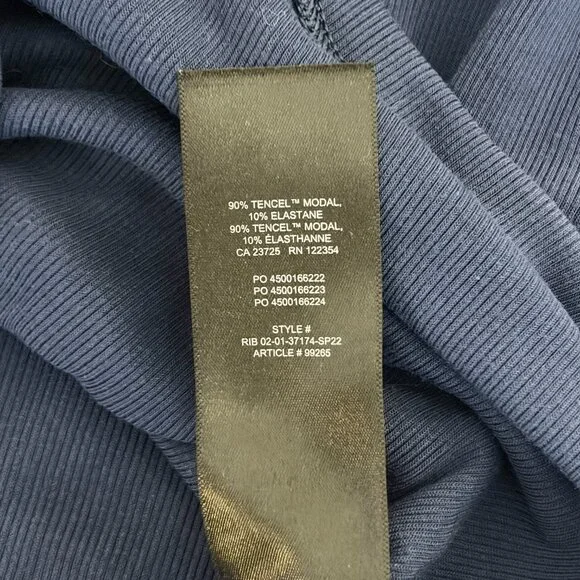 90% TENCEL™ MODAL,
10% ELASTANE
90% TENCEL™ MODAL,
10% ÉLASTHANNE
CA 23725 RN 122354
PO 4500166222
PO 4500166223
PO 4500166224
STYLE #
RIB 02-01-37174-SP22
ARTICLE # 99265